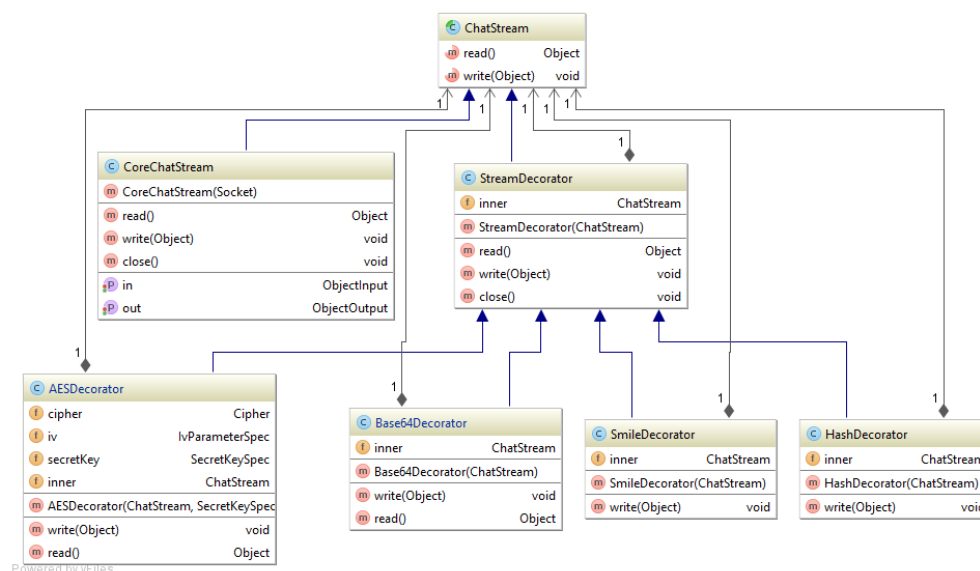 ChatStream
read() Object
write(Object) void
1 1 1 1 1
1
CoreChatStream
CoreChatStream(Socket)
read() Object
write(Object) void
close() void
in ObjectInput
out ObjectOutput
StreamDecorator
inner ChatStream
StreamDecorator(ChatStream)
read() Object
write(Object) void
close() void
1
AESDecorator
cipher Cipher
iv IvParameterSpec
secretKey SecretKeySpec
inner ChatStream
AESDecorator(ChatStream, SecretKeySpec
write(Object) void
read() Object
1
Base64Decorator
inner ChatStream
Base64Decorator(ChatStream)
write(Object) void
read() Object
1
SmileDecorator
inner ChatStream
SmileDecorator(ChatStream)
write(Object) void
1
HashDecorator
inner ChatStream
HashDecorator(ChatStream)
write(Object) void
Powered by yFiles